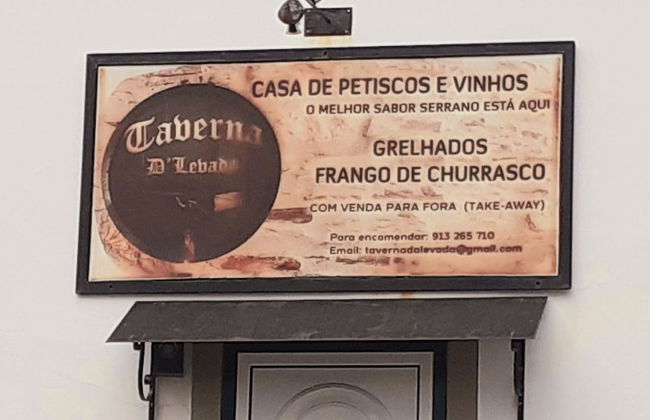 Taverna
D'Levada
CASA DE PETISCOS E VINHOS
O MELHOR SABOR SERRANO ESTÁ AQUI
GRELHADOS
FRANGO DE CHURRASCO
COM VENDA PARA FORA (TAKE-AWAY)
Para encomendar: 913 265 710
Email: tavernadalevada@gmail.com